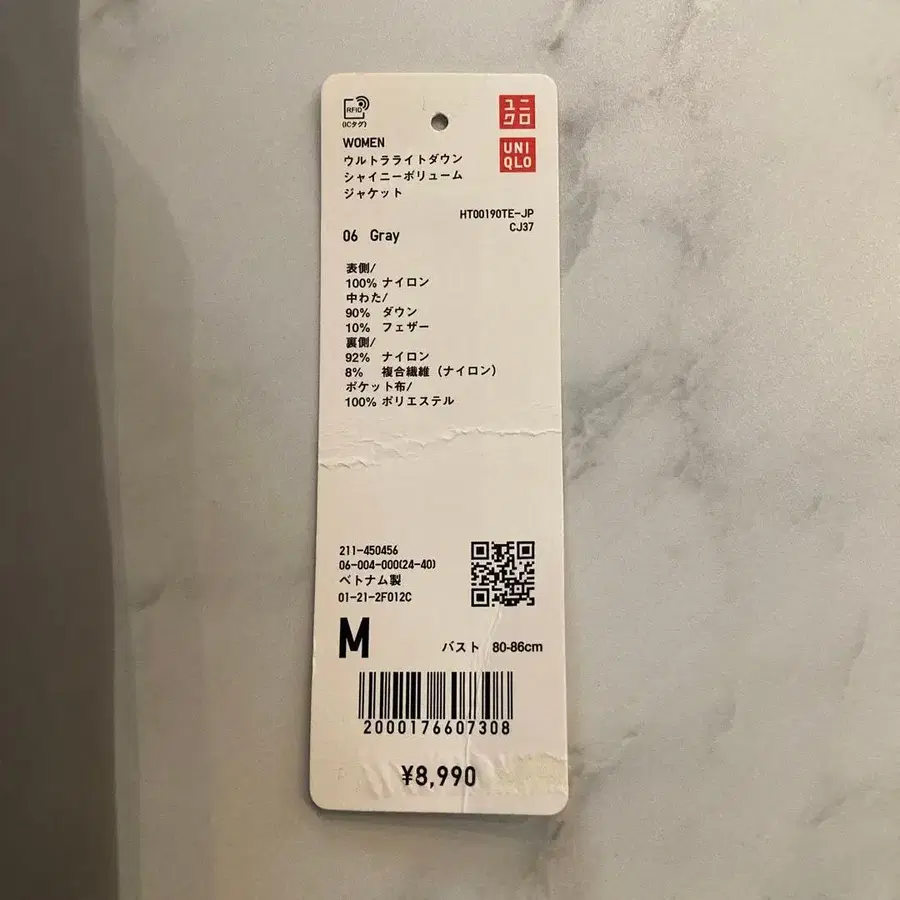 RFID
(ICタグ)
ユニ
クロ
UNI
QLO
WOMEN
ウルトラライトダウン
シャイニーボリューム
ジャケット
HT00190TE-JP
CJ37
06 Gray
表側/
100% ナイロン
中わた/
90% ダウン
10% フェザー
裏側/
92% ナイロン
8% 複合繊維（ナイロン）
ポケット布/
100% ポリエステル
211-450456
06-004-000(24-40)
ベトナム製
01-21-2F012C
M
バスト 80-86cm
2000176607308
¥8,990